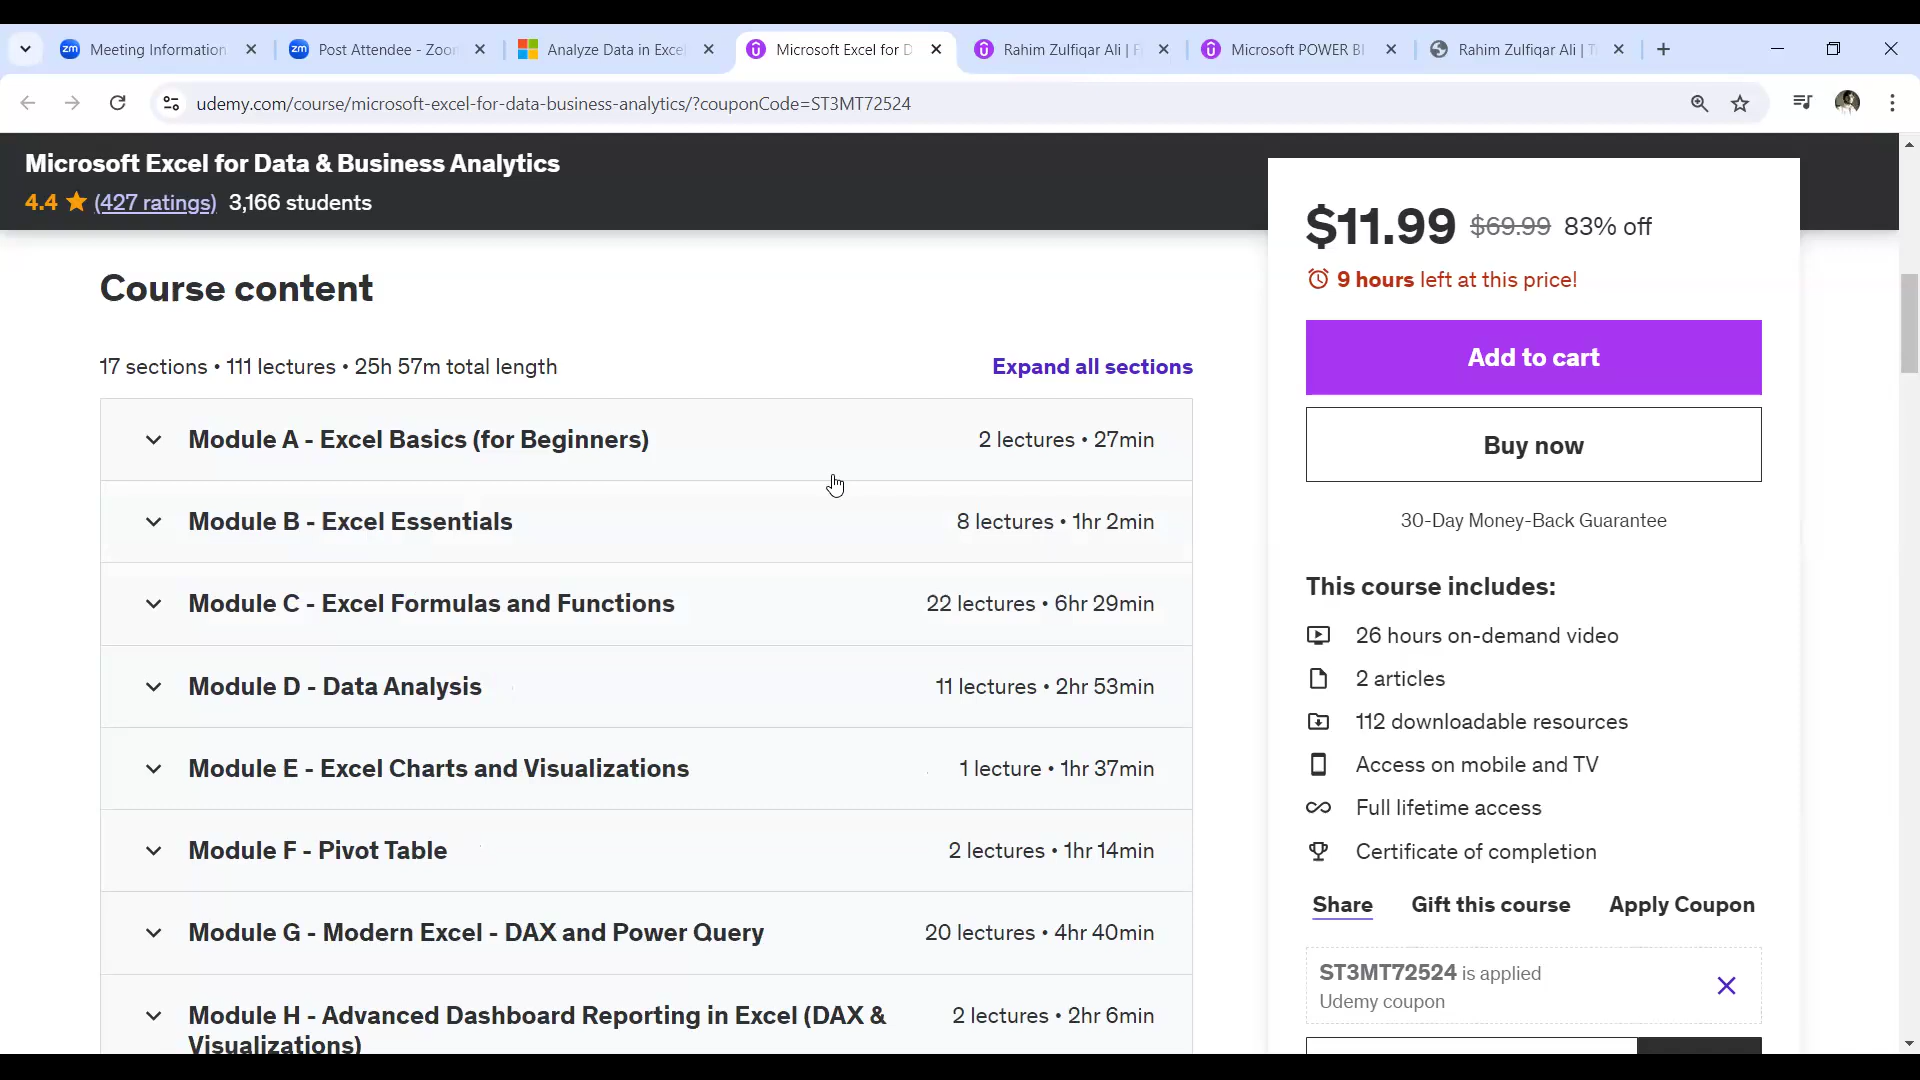 Meeting Information
Post Attendee - Zoom
Analyze Data in Excel
Microsoft Excel for D
Rahim Zulfiqar Ali | F
Microsoft POWER BI
Rahim Zulfiqar Ali | T
udemy.com/course/microsoft-excel-for-data-business-analytics/?couponCode=ST3MT72524
Microsoft Excel for Data & Business Analytics
4.4 ★ (427 ratings) 3,166 students
Course content
17 sections • 111 lectures • 25h 57m total length
Expand all sections
Module A - Excel Basics (for Beginners) 2 lectures • 27min
Module B - Excel Essentials 8 lectures • 1hr 2min
Module C - Excel Formulas and Functions 22 lectures • 6hr 29min
Module D - Data Analysis 11 lectures • 2hr 53min
Module E - Excel Charts and Visualizations 1 lecture • 1hr 37min
Module F - Pivot Table 2 lectures • 1hr 14min
Module G - Modern Excel - DAX and Power Query 20 lectures • 4hr 40min
Module H - Advanced Dashboard Reporting in Excel (DAX & 2 lectures • 2hr 6min
Visualizations)
$11.99 $69.99 83% off
9 hours left at this price!
Add to cart
Buy now
30-Day Money-Back Guarantee
This course includes:
26 hours on-demand video
2 articles
112 downloadable resources
Access on mobile and TV
Full lifetime access
Certificate of completion
Share Gift this course Apply Coupon
ST3MT72524 is applied
Udemy coupon